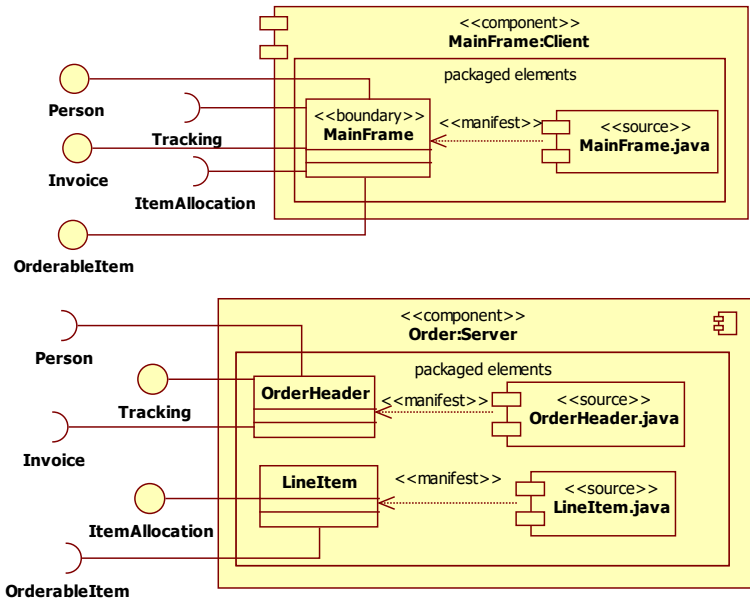 <<component>>
MainFrame:Client
packaged elements
Person
<<boundary>>
MainFrame
<<manifest>>
<<source>>
MainFrame.java
Tracking
Invoice
ItemAllocation
OrderableItem
<<component>>
Order:Server
packaged elements
Person
OrderHeader
<<manifest>>
<<source>>
OrderHeader.java
Tracking
Invoice
LineItem
<<manifest>>
<<source>>
LineItem.java
ItemAllocation
OrderableItem